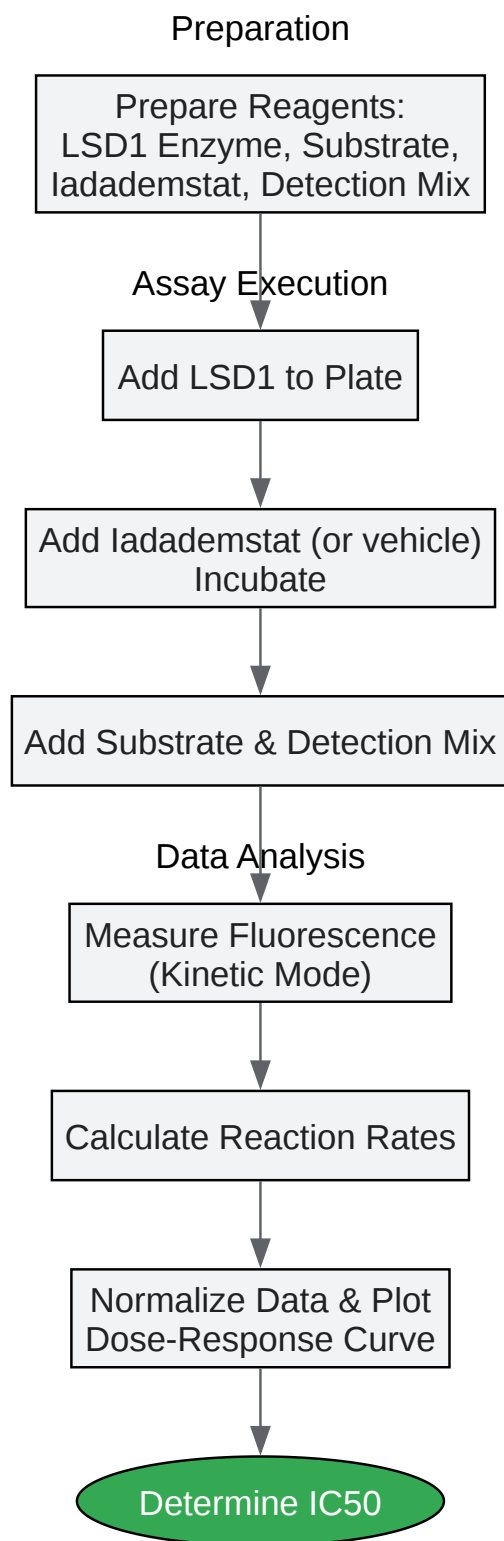 Preparation
Prepare Reagents:
LSD1 Enzyme, Substrate,
Iadademstat, Detection Mix
Assay Execution
Add LSD1 to Plate
Add Iadademstat (or vehicle)
Incubate
Add Substrate & Detection Mix
Data Analysis
Measure Fluorescence
(Kinetic Mode)
Calculate Reaction Rates
Normalize Data & Plot
Dose-Response Curve
Determine IC50